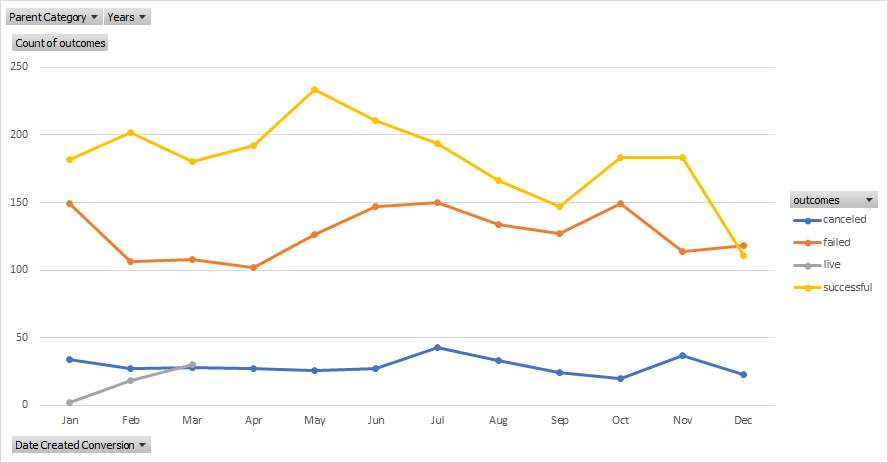 Parent Category Years
Count of outcomes
250
200
150
100
50
0
Jan Feb Mar Apr May Jun Jul Aug Sep Oct Nov Dec
outcomes
canceled
failed
live
successful
Date Created Conversion